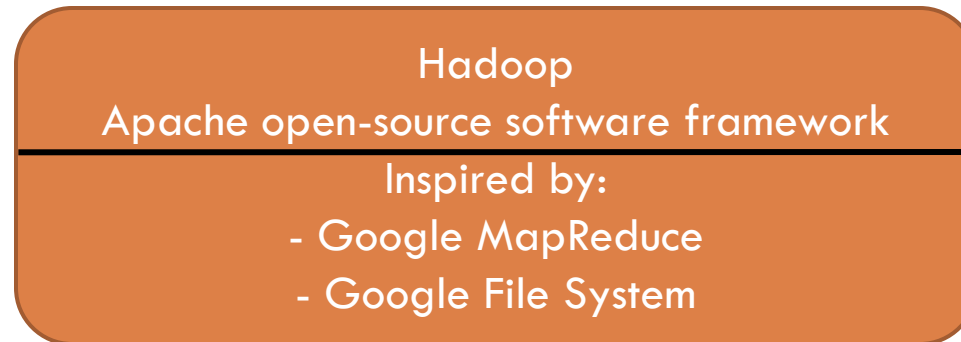 Hadoop
Apache open-source software framework
Inspired by:
- Google MapReduce
- Google File System